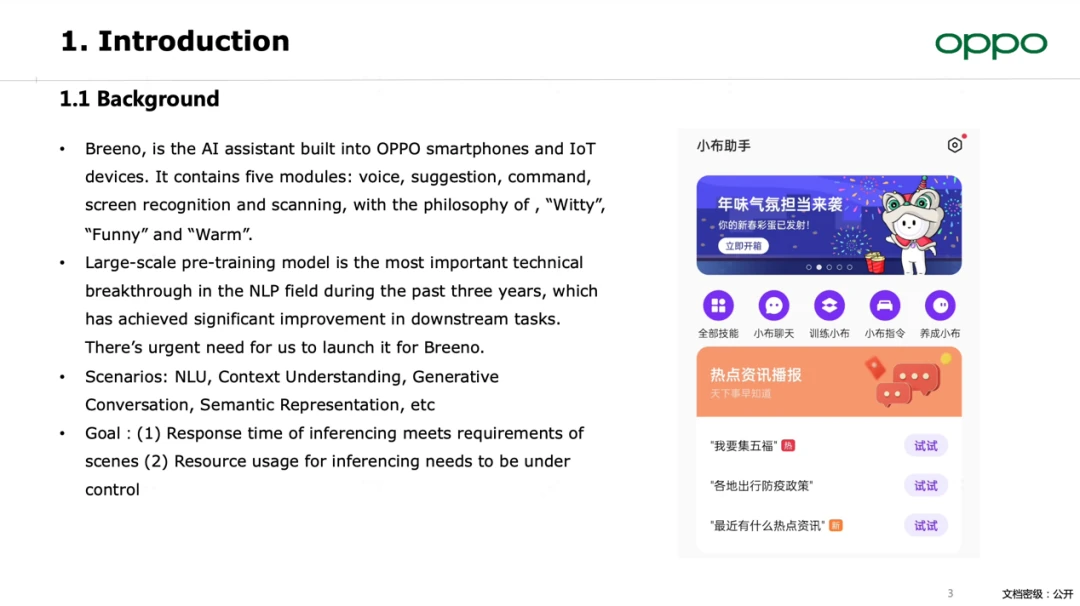 1. Introduction
oppo
1.1 Background
• Breeno, is the AI assistant built into OPPO smartphones and IoT
devices. It contains five modules: voice, suggestion, command,
screen recognition and scanning, with the philosophy of , “Witty”,
“Funny” and “Warm”.
• Large-scale pre-training model is the most important technical
breakthrough in the NLP field during the past three years, which
has achieved significant improvement in downstream tasks.
There’s urgent need for us to launch it for Breeno.
• Scenarios: NLU, Context Understanding, Generative
Conversation, Semantic Representation, etc
• Goal : (1) Response time of inferencing meets requirements of
scenes (2) Resource usage for inferencing needs to be under
control
小布助手
年味气氛担当来袭
你的新春彩蛋已发射!
立即开箱
全部技能 小布聊天 训练小布 小布指令 养成小布
热点资讯播报
天下事早知道
"我要集五福" 热 试试
"各地出行防疫政策" 试试
"最近有什么热点资讯" 新 试试
3
文档密级：公开